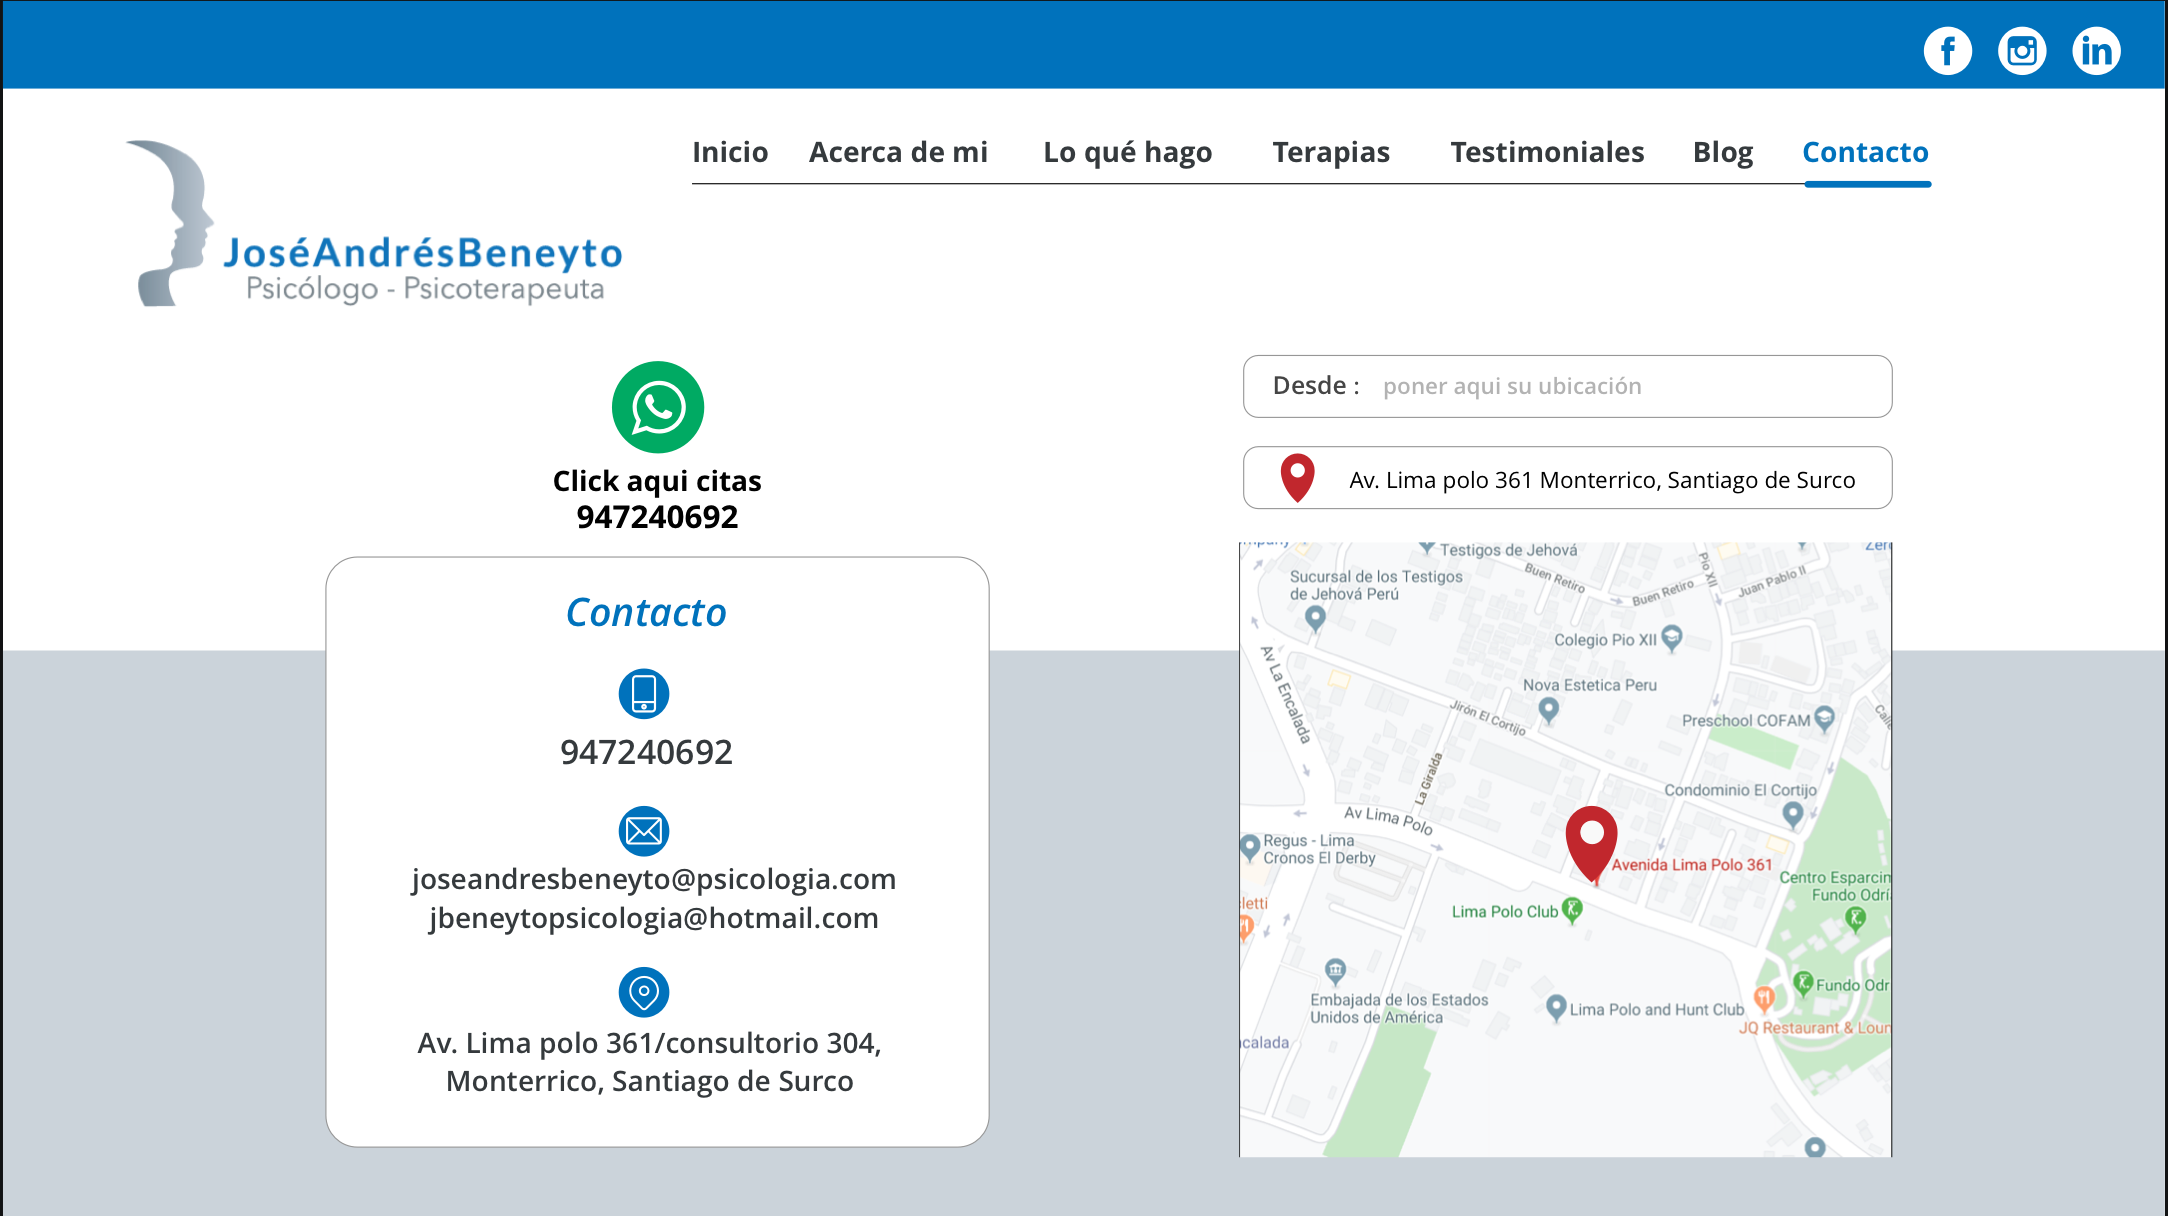 Inicio Acerca de mi Lo qué hago Terapias Testimoniales Blog Contacto
JoséAndrésBeneyto
Psicólogo - Psicoterapeuta
Click aqui citas
947240692
Contacto
947240692
joseandresbeneyto@psicologia.com
jbeneytopsicologia@hotmail.com
Av. Lima polo 361/consultorio 304,
Monterrico, Santiago de Surco
Desde : poner aqui su ubicación
Av. Lima polo 361 Monterrico, Santiago de Surco
Testigos de Jehová
Sucursal de los Testigos
de Jehová Perú
Buen Retiro
Buen Retiro
Pio XII
Juan Pablo II
Colegio Pio XII
Av La Encalada
Nova Estetica Peru
Jirón El Cortijo
Preschool COFAM
Calle
La Giralda
Condominio El Cortijo
Av Lima Polo
Regus - Lima
Cronos El Derby
Avenida Lima Polo 361
Centro Esparcin
Fundo Odrí
letti
Lima Polo Club
Embajada de los Estados
Unidos de América
Lima Polo and Hunt Club
Fundo Odr
JQ Restaurant & Loun
calada